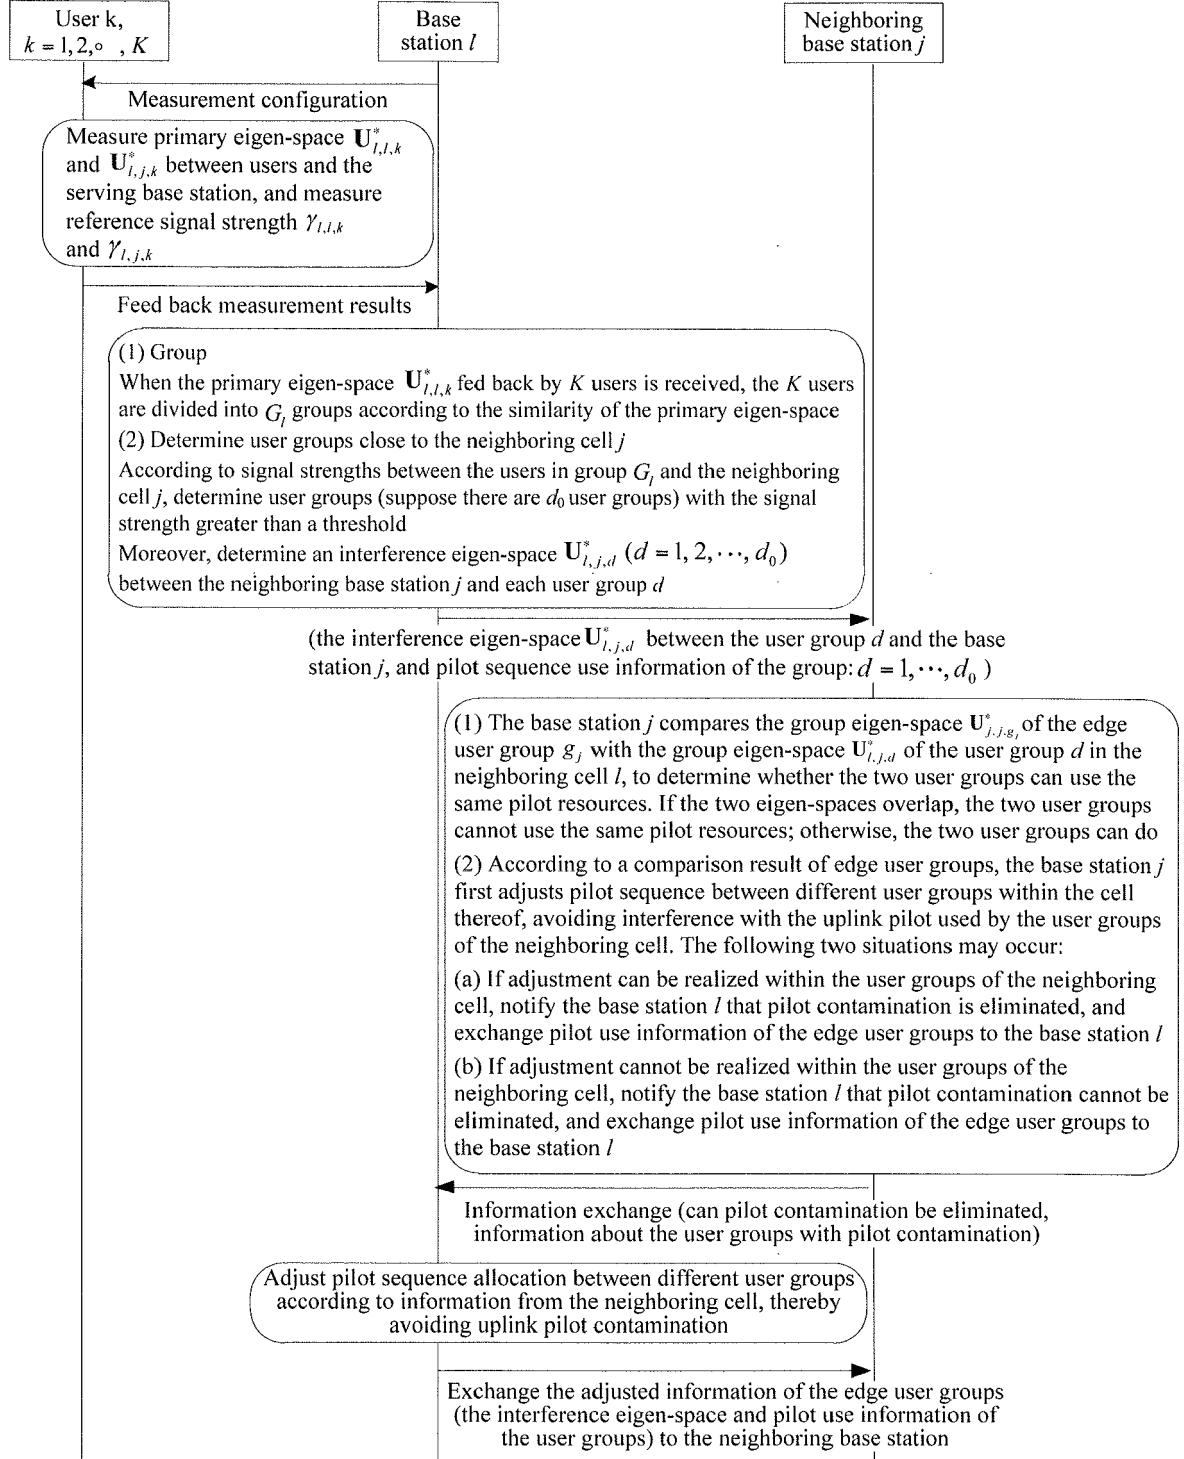 User k,
k = 1,2,∘ , K
Base
station l
Neighboring
base station j
Measurement configuration
Measure primary eigen-space U*l,l,k
and U*l,j,k between users and the
serving base station, and measure
reference signal strength γl,l,k
and γl,j,k
Feed back measurement results
(1) Group
When the primary eigen-space U*l,l,k fed back by K users is received, the K users
are divided into Gl groups according to the similarity of the primary eigen-space
(2) Determine user groups close to the neighboring cell j
According to signal strengths between the users in group Gl and the neighboring
cell j, determine user groups (suppose there are d0 user groups) with the signal
strength greater than a threshold
Moreover, determine an interference eigen-space U*l,j,d (d = 1, 2, ⋯, d0)
between the neighboring base station j and each user group d
(the interference eigen-space U*l,j,d between the user group d and the base
station j, and pilot sequence use information of the group: d = 1, ⋯, d0 )
(1) The base station j compares the group eigen-space U*j,j,gj of the edge
user group gj with the group eigen-space U*l,j,d of the user group d in the
neighboring cell l, to determine whether the two user groups can use the
same pilot resources. If the two eigen-spaces overlap, the two user groups
cannot use the same pilot resources; otherwise, the two user groups can do
(2) According to a comparison result of edge user groups, the base station j
first adjusts pilot sequence between different user groups within the cell
thereof, avoiding interference with the uplink pilot used by the user groups
of the neighboring cell. The following two situations may occur:
(a) If adjustment can be realized within the user groups of the neighboring
cell, notify the base station l that pilot contamination is eliminated, and
exchange pilot use information of the edge user groups to the base station l
(b) If adjustment cannot be realized within the user groups of the
neighboring cell, notify the base station l that pilot contamination cannot be
eliminated, and exchange pilot use information of the edge user groups to
the base station l
Information exchange (can pilot contamination be eliminated,
information about the user groups with pilot contamination)
Adjust pilot sequence allocation between different user groups
according to information from the neighboring cell, thereby
avoiding uplink pilot contamination
Exchange the adjusted information of the edge user groups
(the interference eigen-space and pilot use information of
the user groups) to the neighboring base station